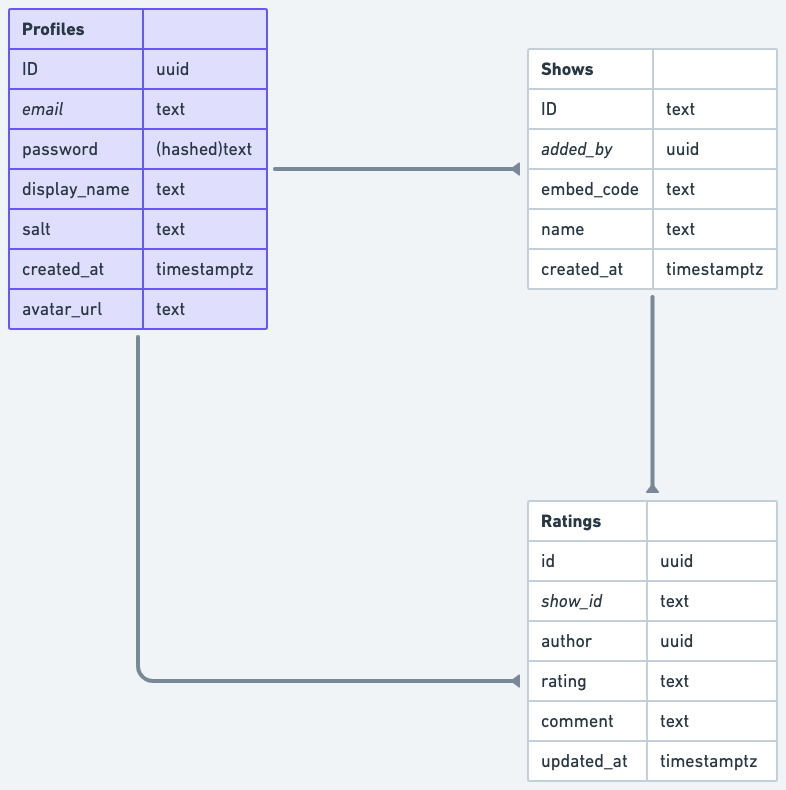 Profiles
ID uuid
email text
password (hashed)text
display_name text
salt text
created_at timestamptz
avatar_url text
Shows
ID text
added_by uuid
embed_code text
name text
created_at timestamptz
Ratings
id uuid
show_id text
author uuid
rating text
comment text
updated_at timestamptz